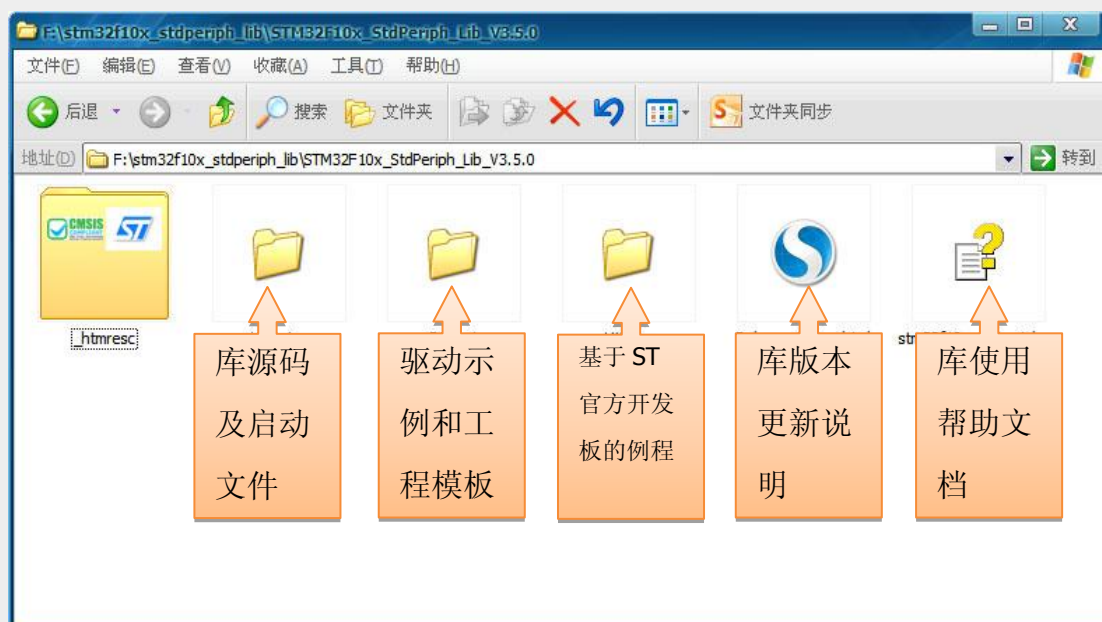 F:\stm32f10x_stdperiph_lib\STM32F10x_StdPeriph_Lib_V3.5.0
文件(F) 编辑(E) 查看(V) 收藏(A) 工具(T) 帮助(H)
后退 搜索 文件夹 文件夹同步
地址(D) F:\stm32f10x_stdperiph_lib\STM32F10x_StdPeriph_Lib_V3.5.0 转到
CMSIS
COMPLIANT
ST
_htmresc
库源码
及启动
文件
驱动示
例和工
程模板
基于 ST
官方开发
板的例程
库版本
更新说
明
库使用
帮助文
档